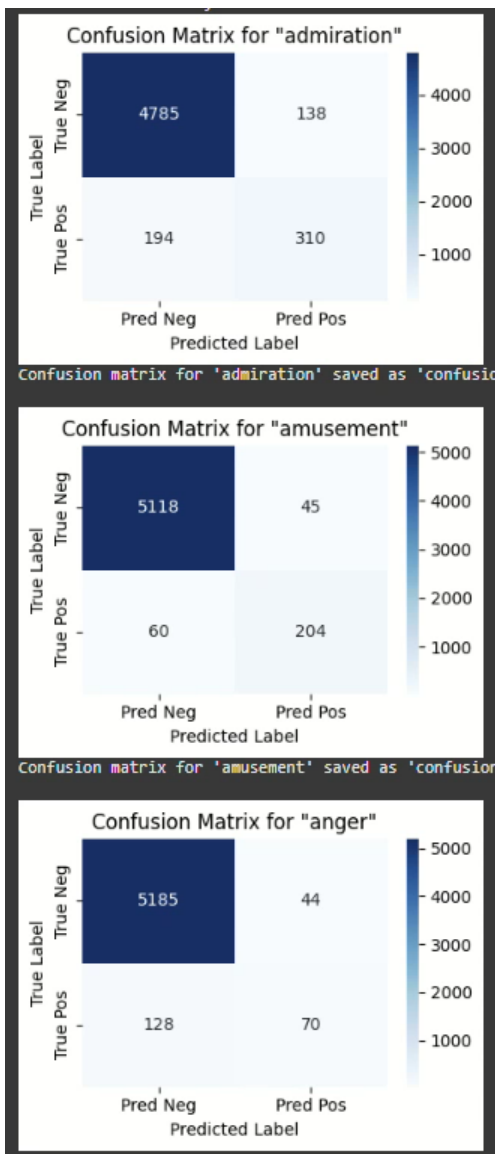 Confusion Matrix for "admiration"
True Label
True Neg
True Pos
4785 138
194 310
4000
3000
2000
1000
Pred Neg Pred Pos
Predicted Label
Confusion matrix for 'admiration' saved as
Confusion Matrix for "amusement"
True Label
True Neg
True Pos
5118 45
60 204
5000
4000
3000
2000
1000
Pred Neg Pred Pos
Predicted Label
Confusion matrix for 'amusement' saved as 'confusion
Confusion Matrix for "anger"
True Label
True Neg
True Pos
5185 44
128 70
5000
4000
3000
2000
1000
Pred Neg Pred Pos
Predicted Label